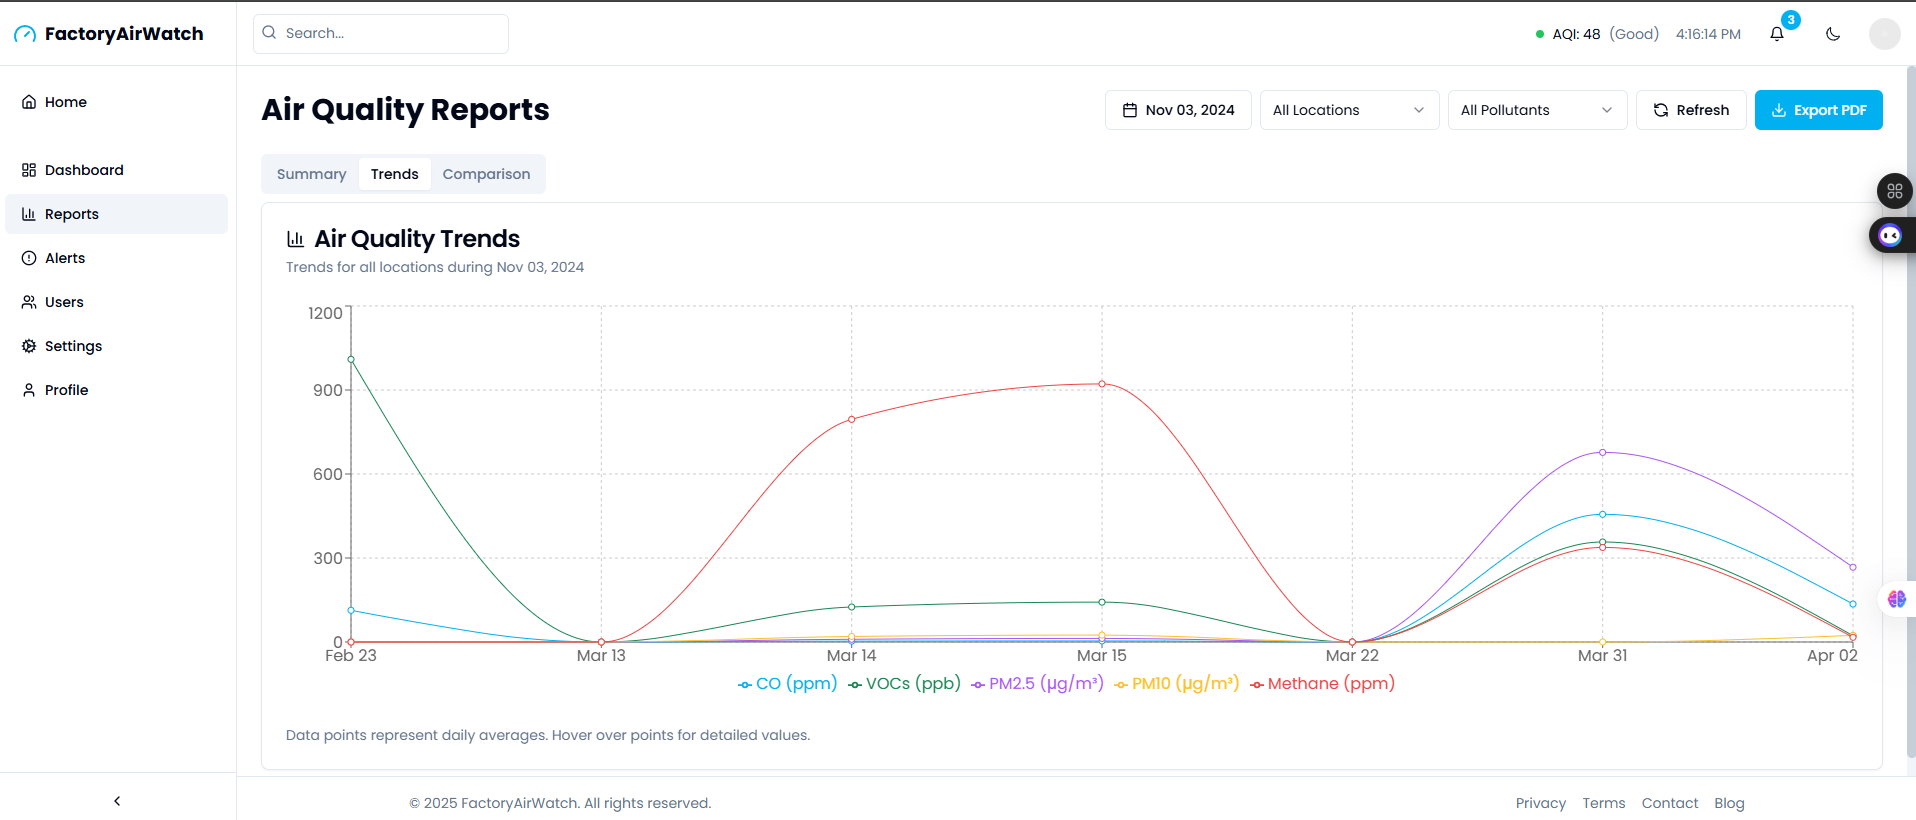 FactoryAirWatch
Search...
AQI: 48 (Good) 4:16:14 PM 3
Home
Dashboard
Reports
Alerts
Users
Settings
Profile
Air Quality Reports
Nov 03, 2024 All Locations All Pollutants Refresh Export PDF
Summary Trends Comparison
Air Quality Trends
Trends for all locations during Nov 03, 2024
1200
900
600
300
0
Feb 23 Mar 13 Mar 14 Mar 15 Mar 22 Mar 31 Apr 02
CO (ppm) VOCs (ppb) PM2.5 (μg/m³) PM10 (μg/m³) Methane (ppm)
Data points represent daily averages. Hover over points for detailed values.
© 2025 FactoryAirWatch. All rights reserved. Privacy Terms Contact Blog